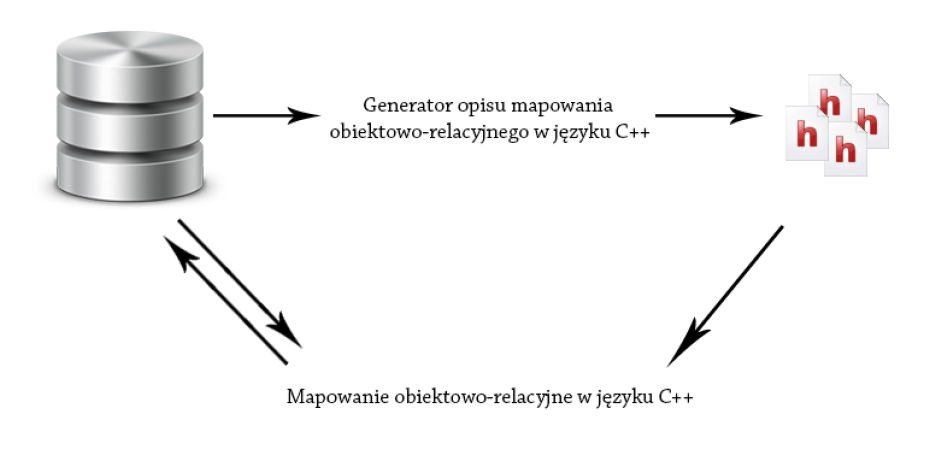 Generator opisu mapowania
obiektowo-relacyjnego w języku C++
h
h
h
h
Mapowanie obiektowo-relacyjne w języku C++